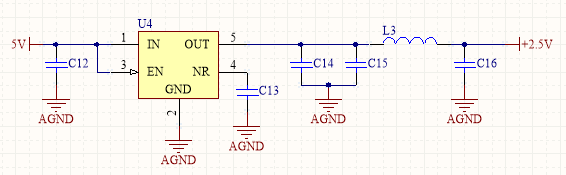 U4
L3
5V
1
IN
OUT
5
+2.5V
C12
3
EN
NR
4
C13
C14
C15
C16
GND
2
AGND
AGND
AGND
AGND
AGND